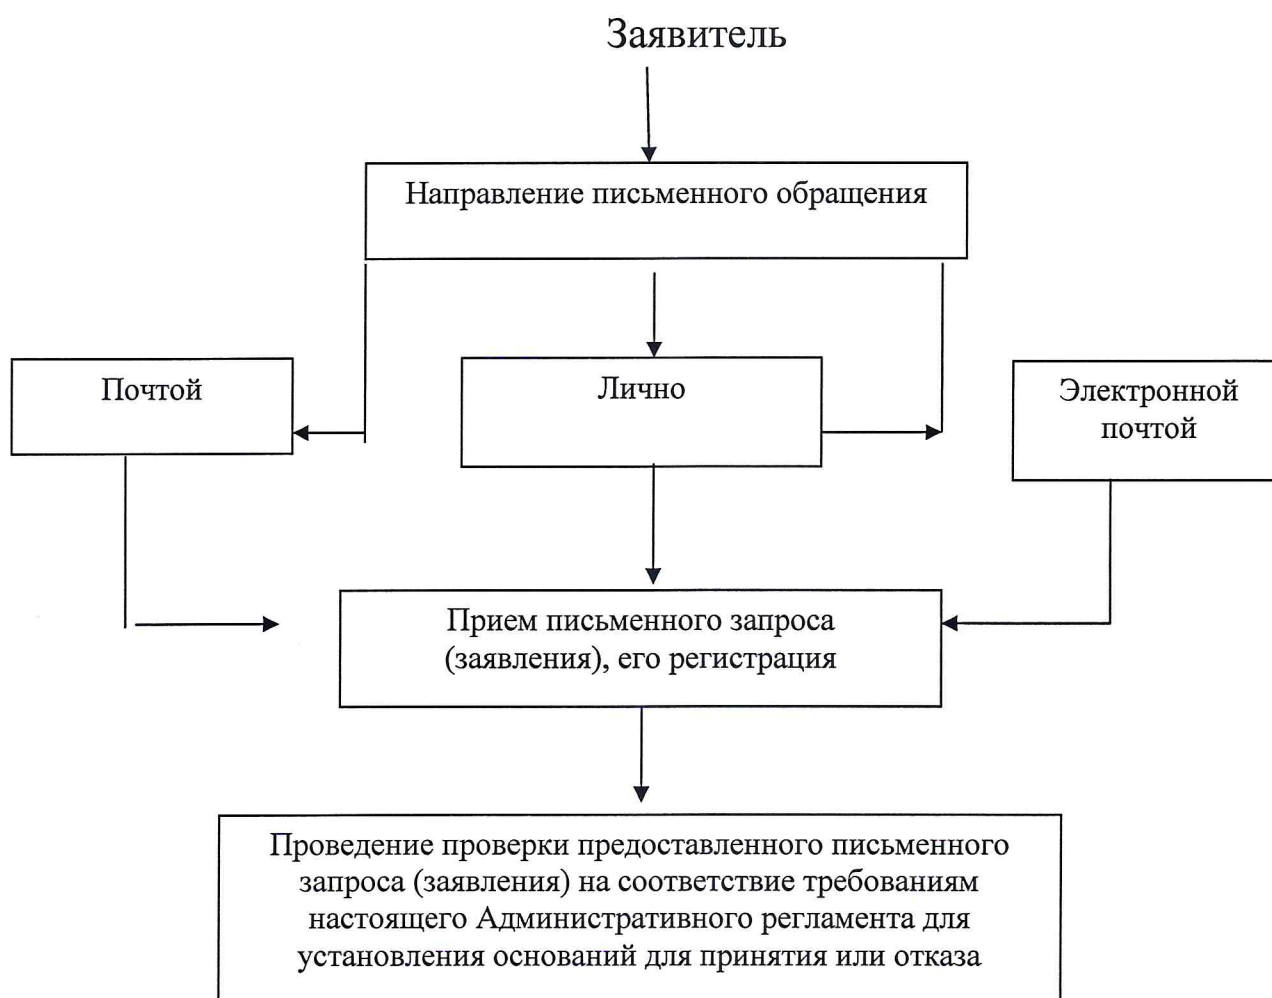 Заявитель
Направление письменного обращения
Почтой
Лично
Электронной
почтой
Прием письменного запроса
(заявления), его регистрация
Проведение проверки предоставленного письменного
запроса (заявления) на соответствие требованиям
настоящего Административного регламента для
установления оснований для принятия или отказа